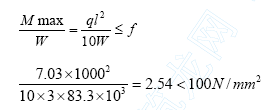 M max / W = ql² / 10W ≤ f
7.03×1000² / 10×3×83.3×10³ = 2.54 <100N / mm²